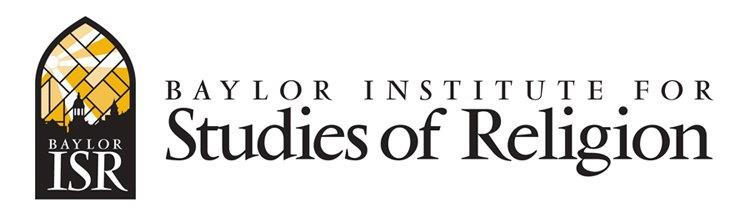 BAYLOR
ISR
BAYLOR INSTITUTE FOR
Studies of Religion